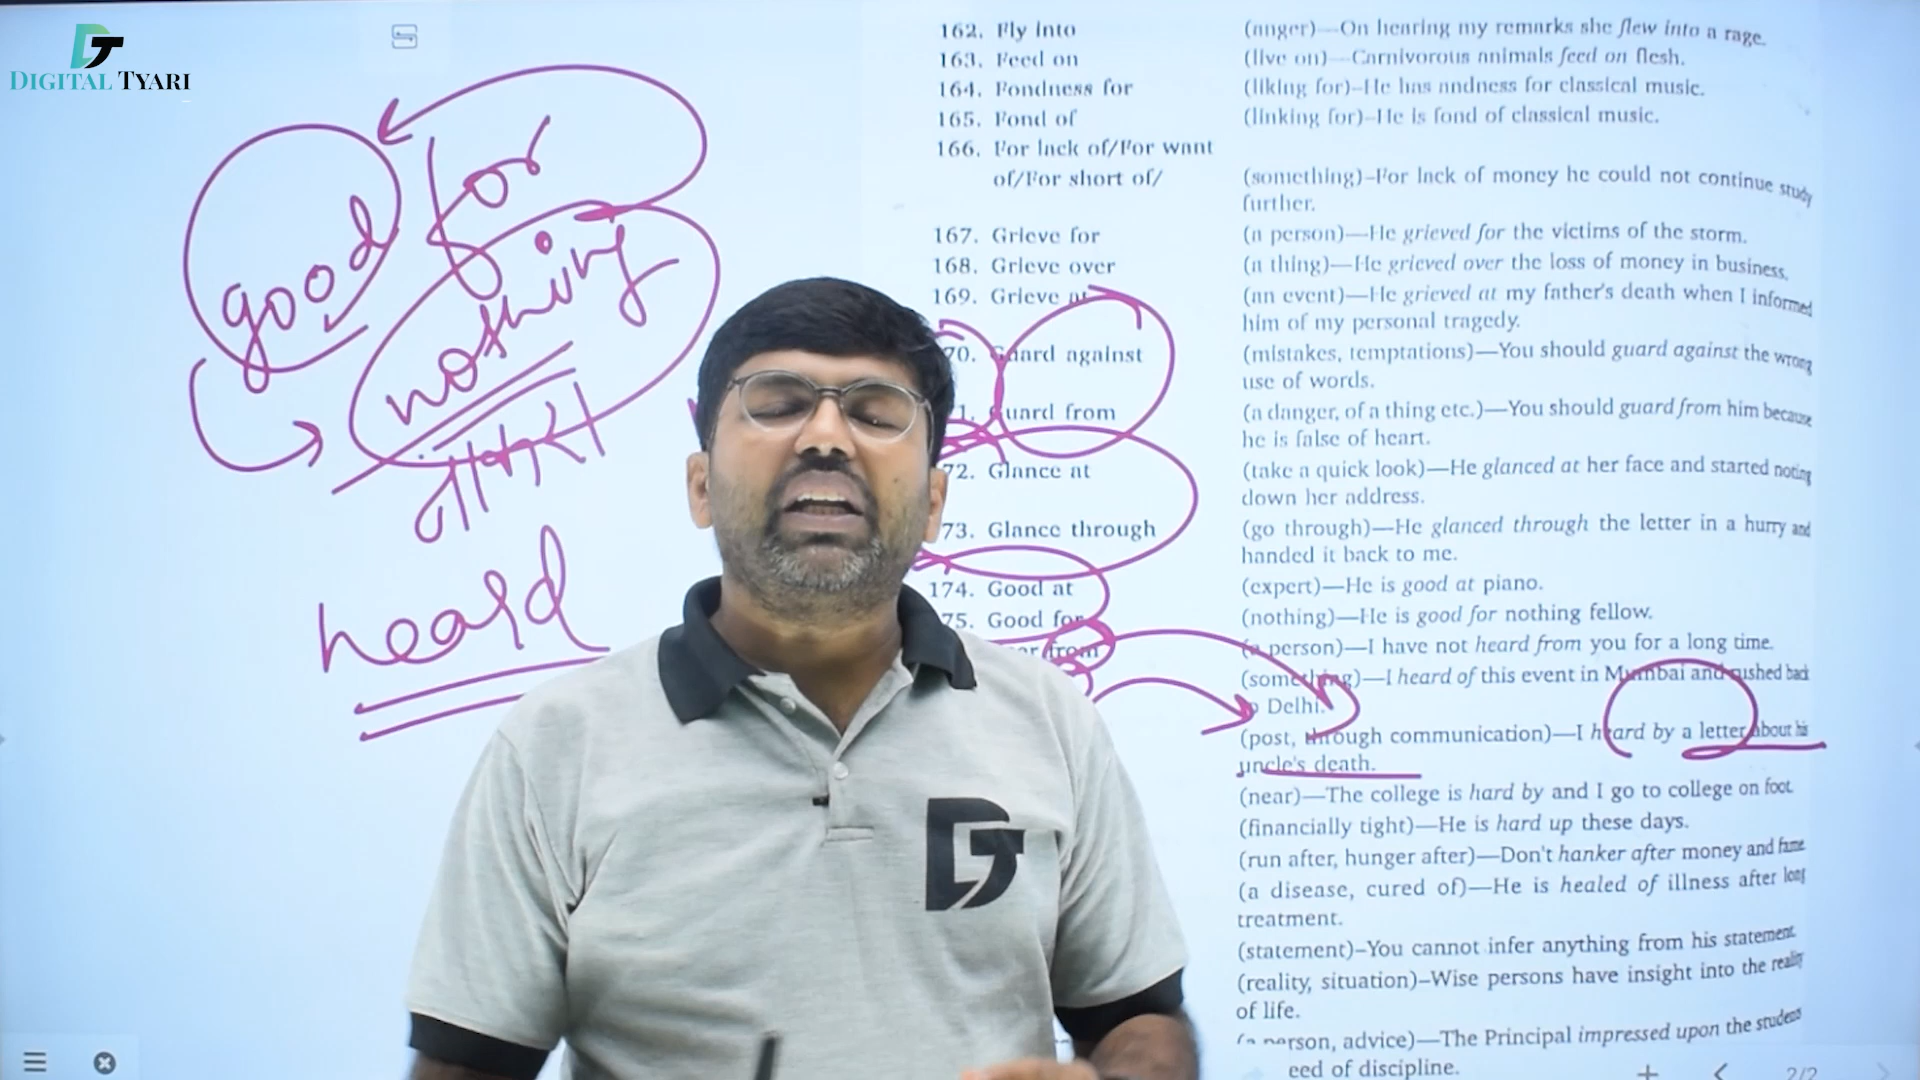 DIGITAL TYARI
good for
nothing
नाकारा
heard
162. Fly into (anger)—On hearing my remarks she flew into a rage.
163. Feed on (live on)—Carnivorous animals feed on flesh.
164. Fondness for (liking for)–He has andness for classical music.
165. Fond of (linking for)–He is fond of classical music.
166. For lack of/For want
of/For short of/ (something)–For lack of money he could not continue study
further.
167. Grieve for (a person)—He grieved for the victims of the storm.
168. Grieve over (a thing)—He grieved over the loss of money in business.
169. Grieve at (an event)—He grieved at my father's death when I informed
him of my personal tragedy.
70. Guard against (mistakes, temptations)—You should guard against the wrong
use of words.
1. Guard from (a danger, of a thing etc.)—You should guard from him because
he is false of heart.
72. Glance at (take a quick look)—He glanced at her face and started noting
down her address.
73. Glance through (go through)—He glanced through the letter in a hurry and
handed it back to me.
174. Good at (expert)—He is good at piano.
75. Good for (nothing)—He is good for nothing fellow.
from (a person)—I have not heard from you for a long time.
(something)—I heard of this event in Mumbai and rushed back
Delhi.
(post, through communication)—I heard by a letter about his
uncle's death.
(near)—The college is hard by and I go to college on foot.
(financially tight)—He is hard up these days.
(run after, hunger after)—Don't hanker after money and fame
(a disease, cured of)—He is healed of illness after long
treatment.
(statement)–You cannot infer anything from his statement.
(reality, situation)–Wise persons have insight into the reality
of life.
person, advice)—The Principal impressed upon the students
eed of discipline.
2/2